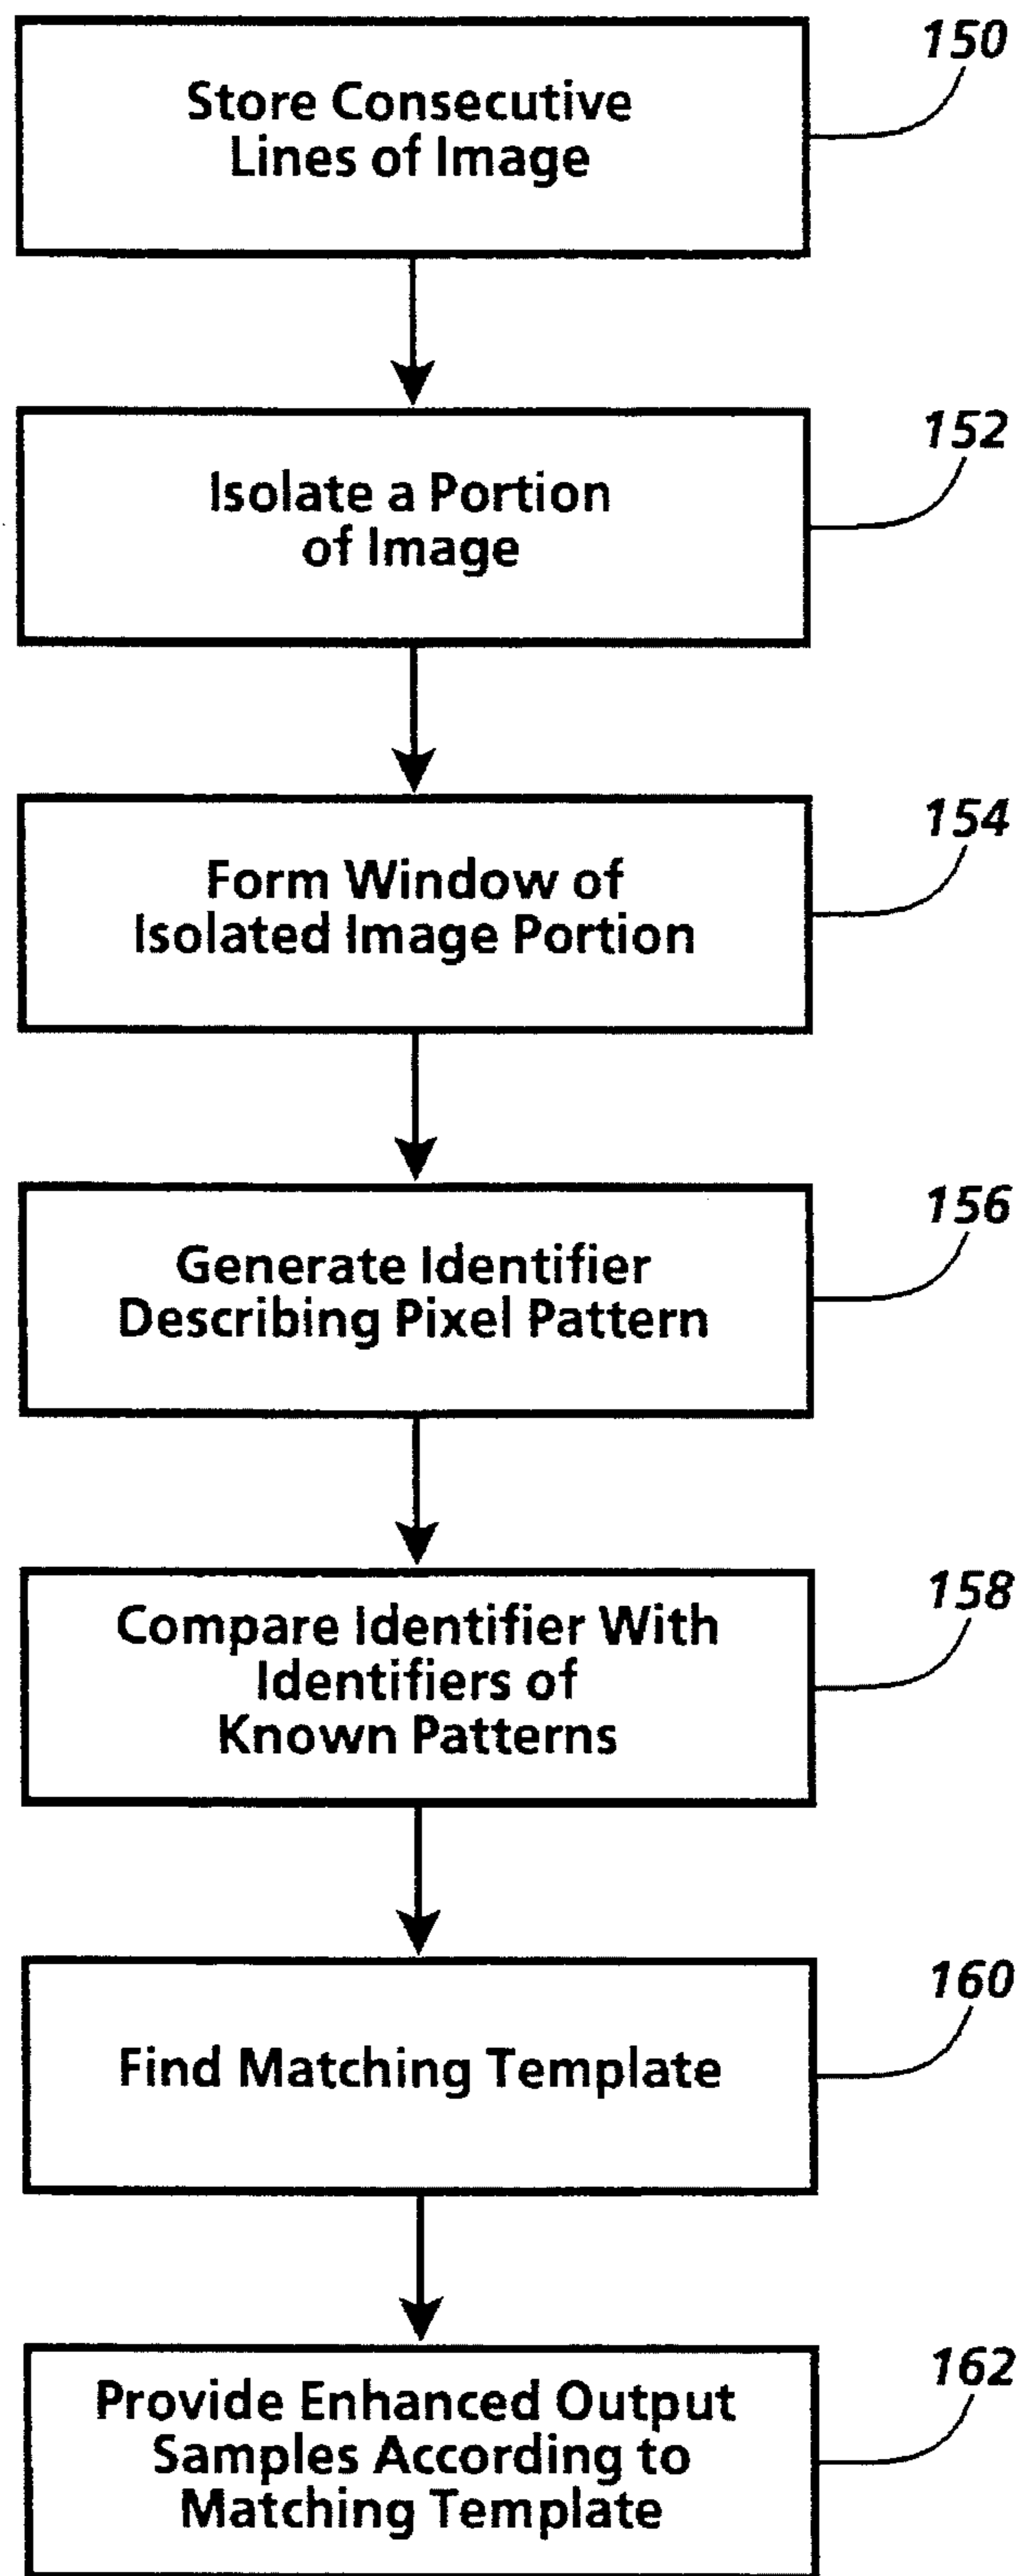 150
Store Consecutive
Lines of Image
152
Isolate a Portion
of Image
154
Form Window of
Isolated Image Portion
156
Generate Identifier
Describing Pixel Pattern
158
Compare Identifier With
Identifiers of
Known Patterns
160
Find Matching Template
162
Provide Enhanced Output
Samples According to
Matching Template